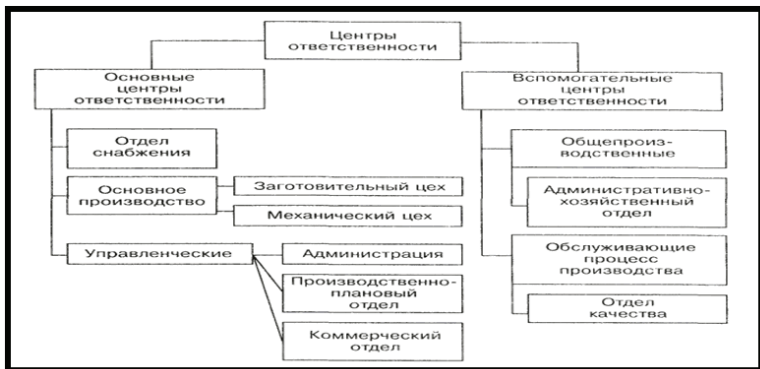 Центры
ответственности
Основные
центры
ответственности
Вспомогательные
центры
ответственности
Отдел
снабжения
Основное
производство
Заготовительный цех
Механический цех
Управленческие
Администрация
Производственно-
плановый
отдел
Коммерческий
отдел
Общепроиз-
водственные
Административно-
хозяйственный
отдел
Обслуживающие
процесс
производства
Отдел
качества